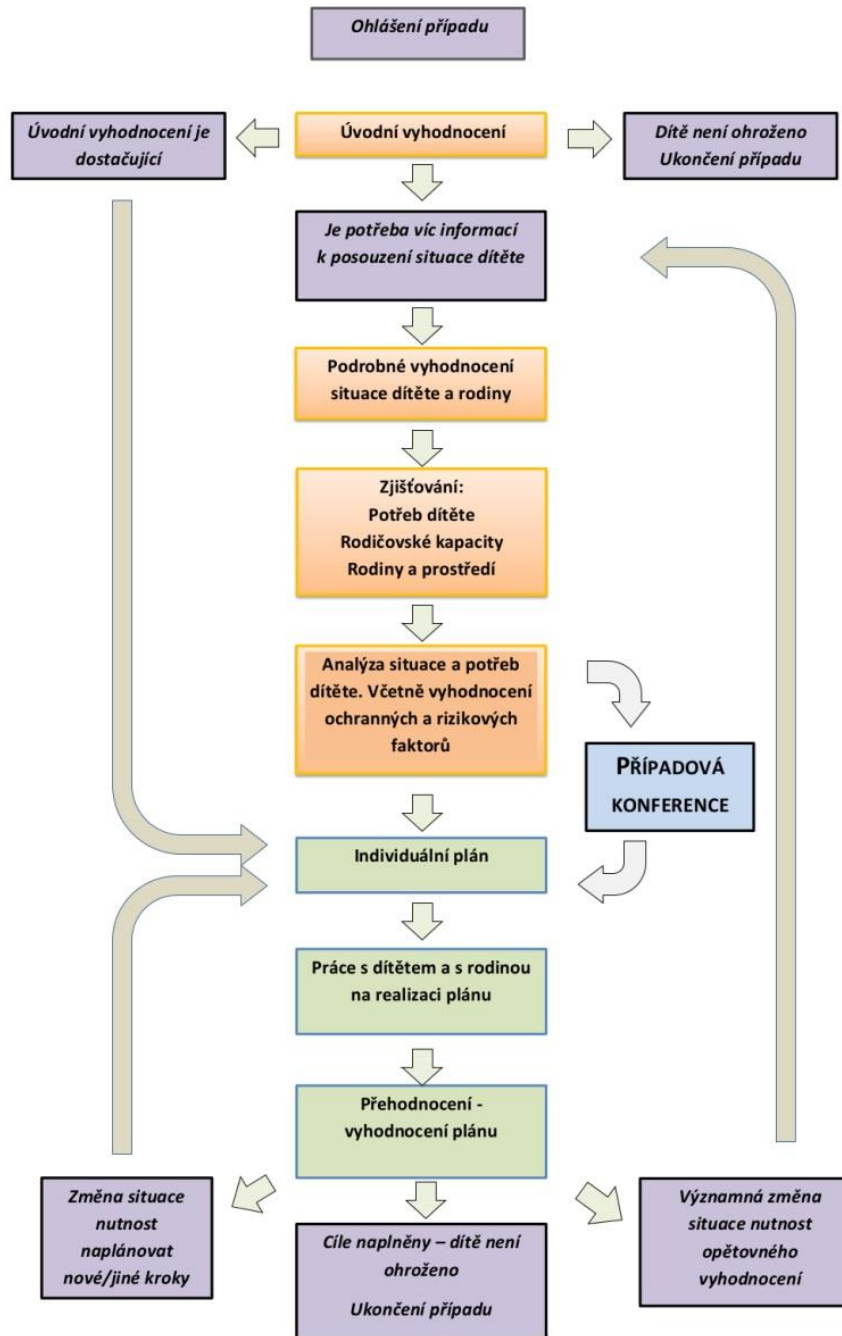 Ohlášení případu
Úvodní vyhodnocení je
dostačující
Úvodní vyhodnocení
Dítě není ohroženo
Ukončení případu
Je potřeba víc informací
k posouzení situace dítěte
Podrobné vyhodnocení
situace dítěte a rodiny
Zjišťování:
Potřeb dítěte
Rodičovské kapacity
Rodiny a prostředí
Analýza situace a potřeb
dítěte. Včetně vyhodnocení
ochranných a rizikových
faktorů
PŘÍPADOVÁ
KONFERENCE
Individuální plán
Práce s dítětem a s rodinou
na realizaci plánu
Přehodnocení -
vyhodnocení plánu
Změna situace
nutnost
naplánovat
nové/jiné kroky
Cíle naplněny – dítě není
ohroženo
Ukončení případu
Významná změna
situace nutnost
opětovného
vyhodnocení